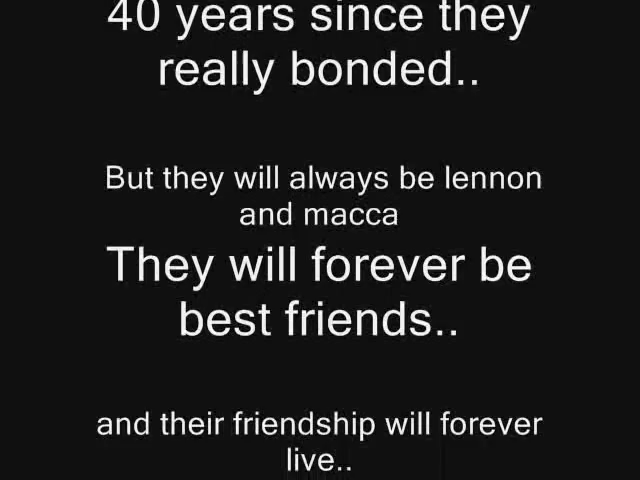 40 years since they
really bonded..
But they will always be lennon
and macca
They will forever be
best friends..
and their friendship will forever
live..